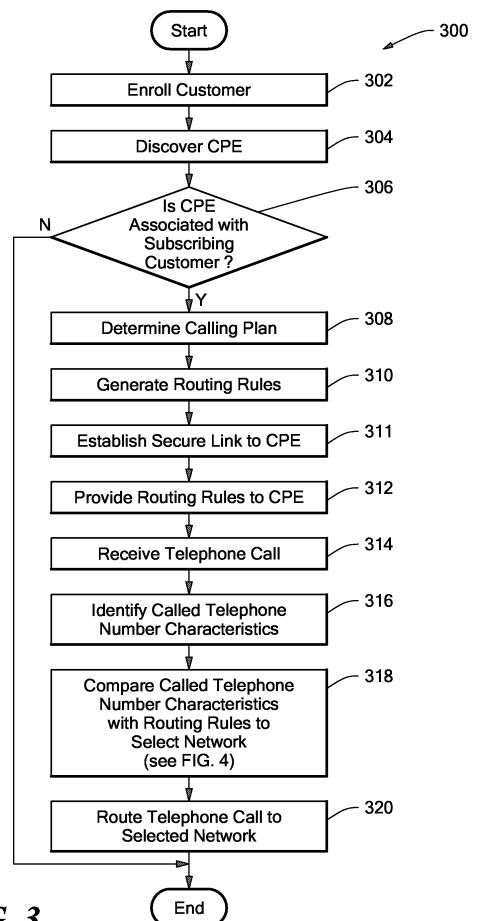 Start
300
Enroll Customer
302
Discover CPE
304
306
Is CPE
Associated with
Subscribing
Customer ?
N
Y
Determine Calling Plan
308
Generate Routing Rules
310
Establish Secure Link to CPE
311
Provide Routing Rules to CPE
312
Receive Telephone Call
314
Identify Called Telephone
Number Characteristics
316
Compare Called Telephone
Number Characteristics
with Routing Rules to
Select Network
(see FIG. 4)
318
Route Telephone Call to
Selected Network
320
End
3